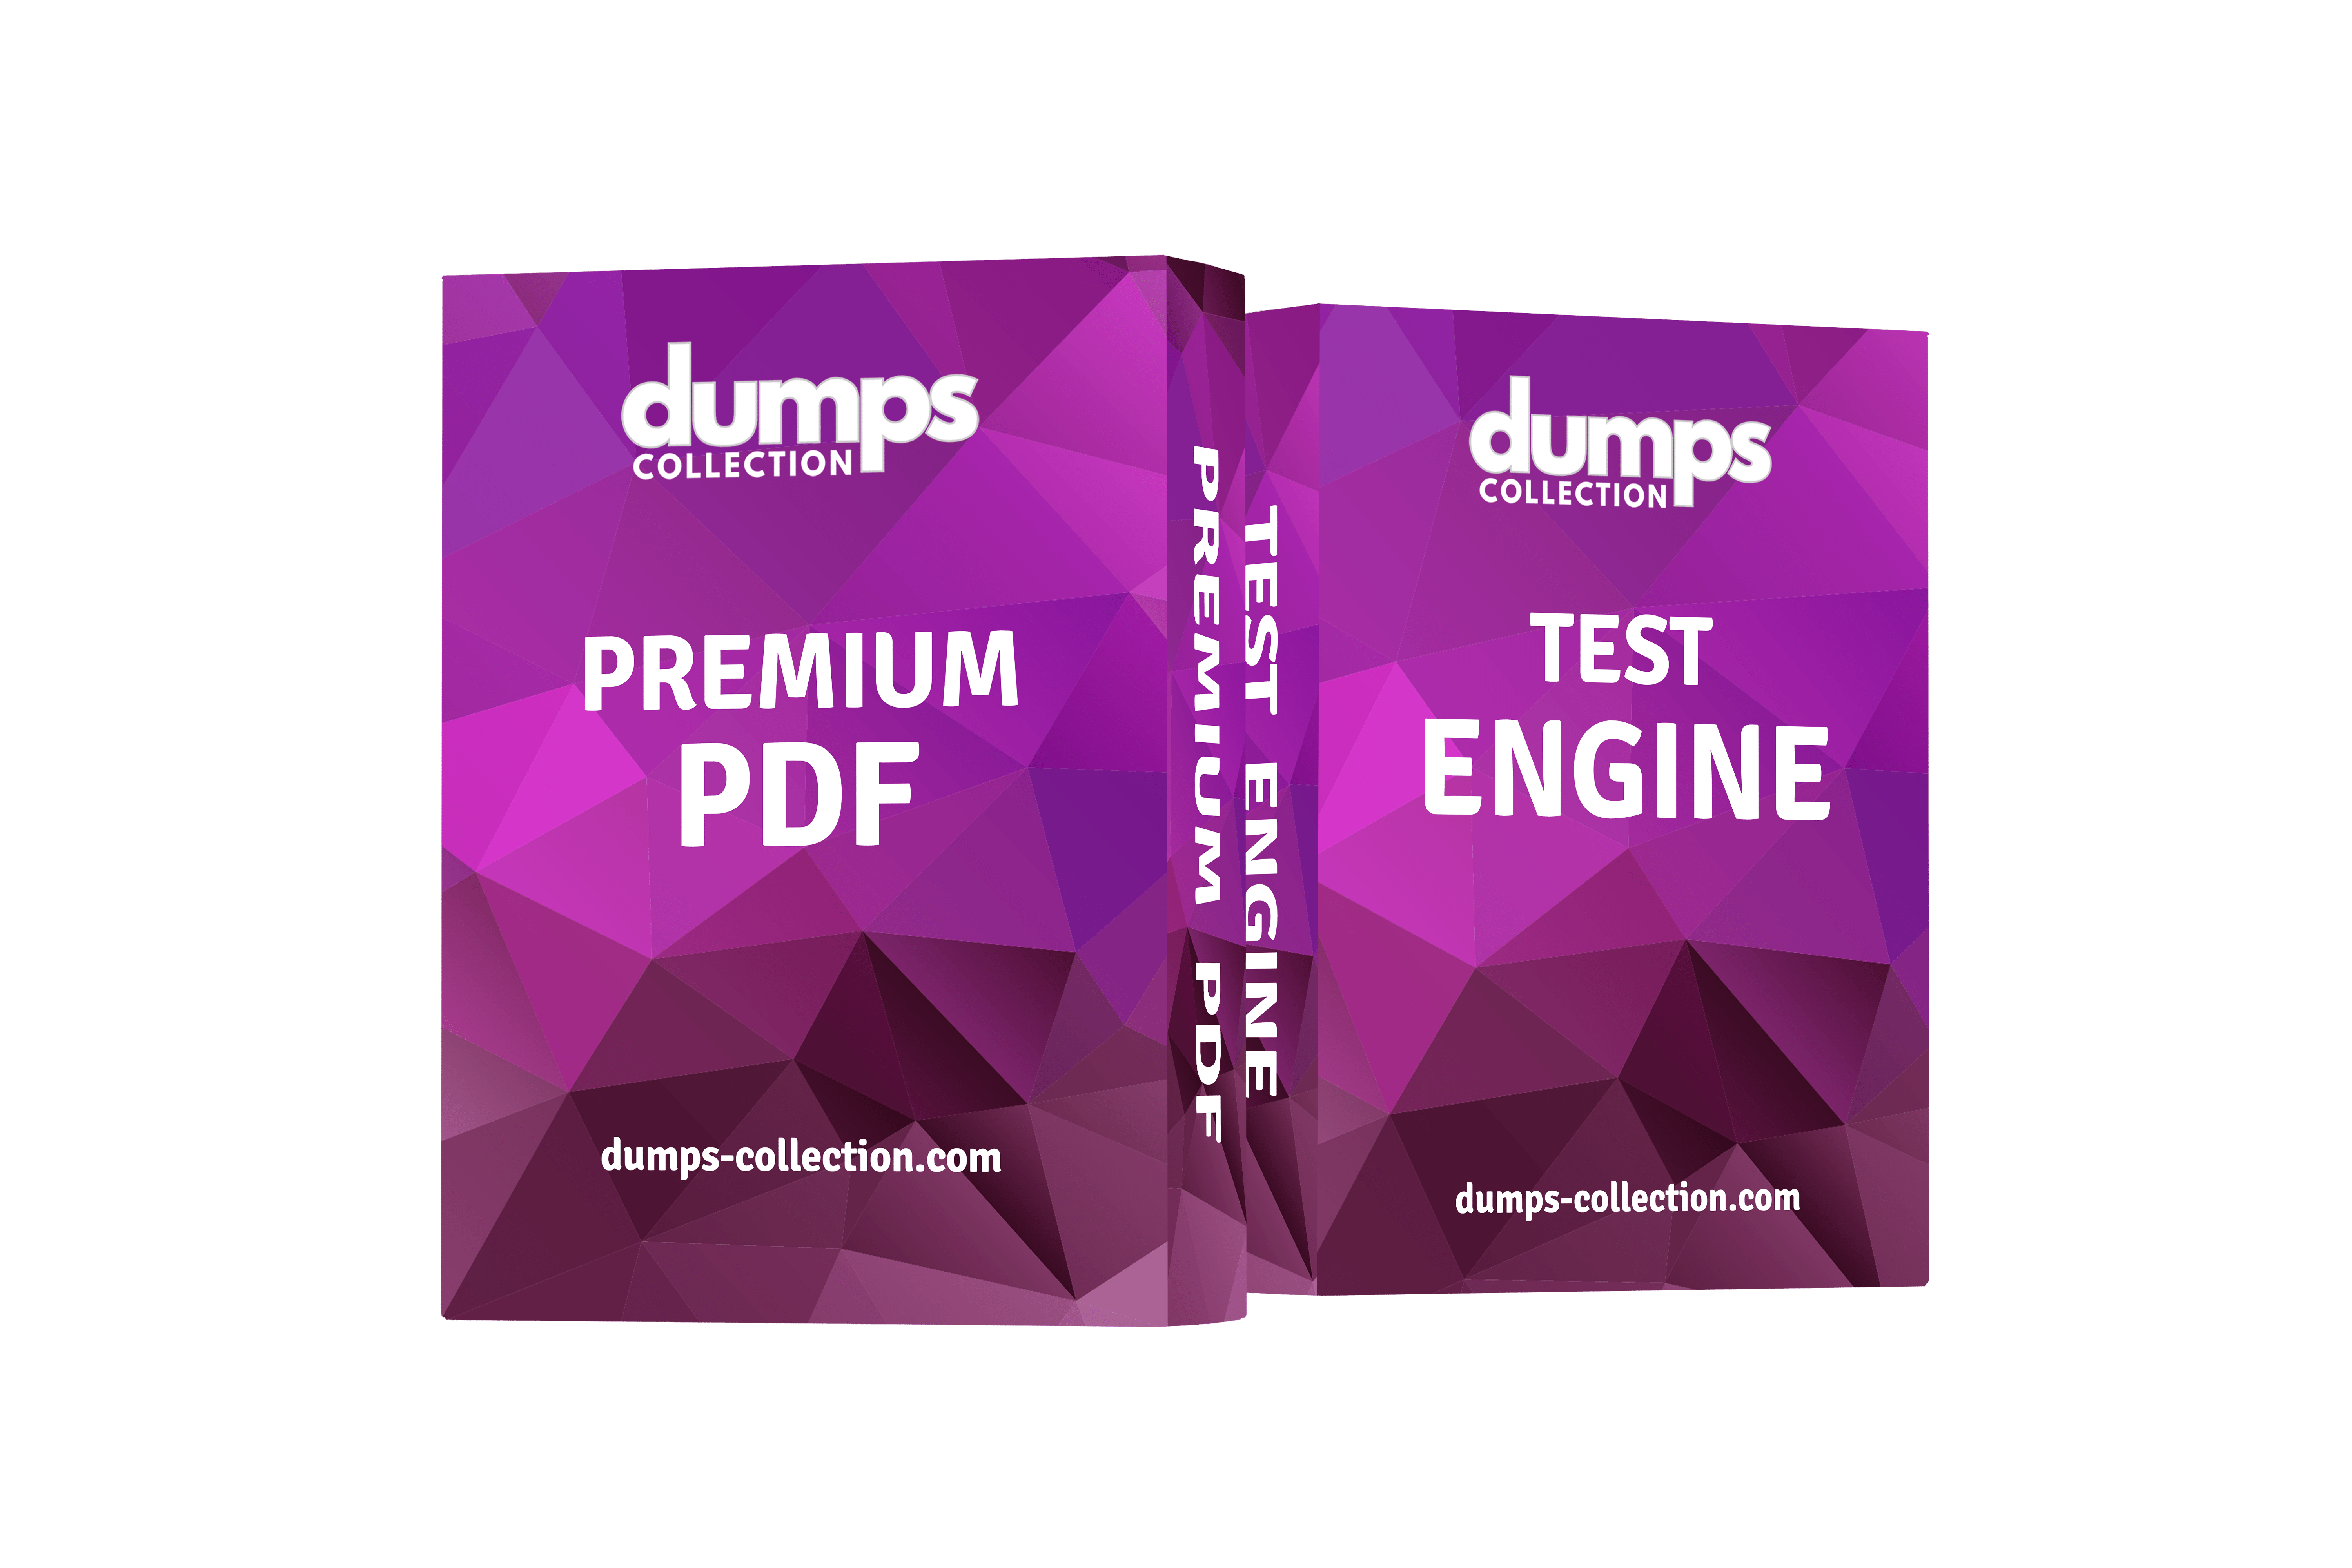 dumps
COLLECTION
PREMIUM
PDF
dumps-collection.com
PREMIUM PDF
TEST ENGINE
dumps
COLLECTION
TEST
ENGINE
dumps-collection.com